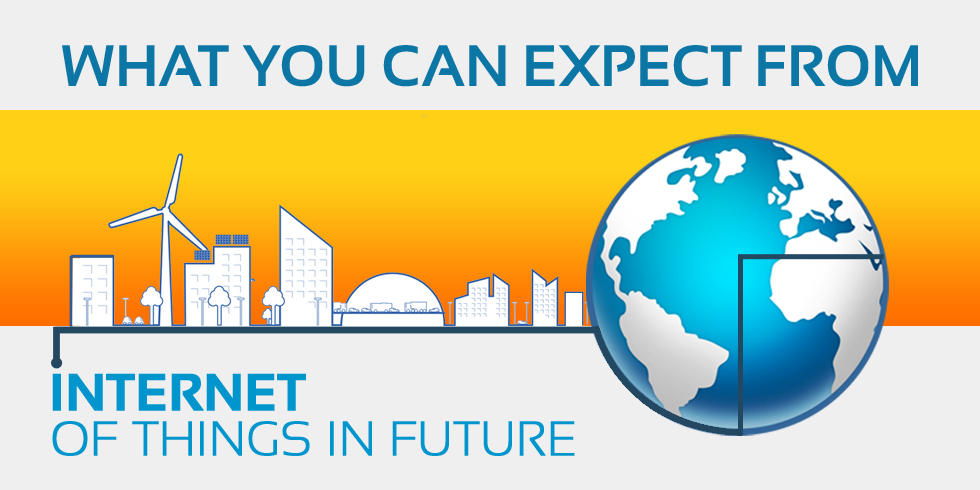 WHAT YOU CAN EXPECT FROM
INTERNET
OF THINGS IN FUTURE